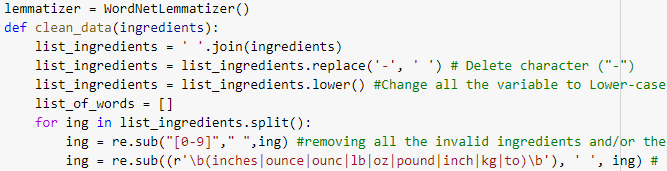 lemmatizer = WordNetLemmatizer()
def clean_data(ingredients):
    list_ingredients = ' '.join(ingredients)
    list_ingredients = list_ingredients.replace('-', ' ') # Delete character ("-")
    list_ingredients = list_ingredients.lower() #Change all the variable to Lower-case
    list_of_words = []
    for ing in list_ingredients.split():
        ing = re.sub("[0-9]"," ",ing) #removing all the invalid ingredients and/or the
        ing = re.sub((r'\b(inches|ounce|ounc|lb|oz|pound|inch|kg|to)\b'), ' ', ing) #